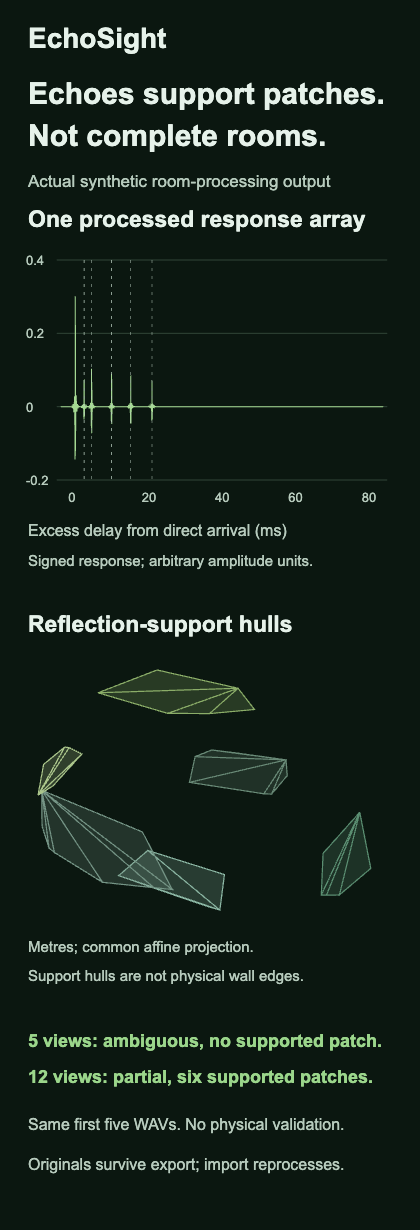 EchoSight
Echoes support patches.
Not complete rooms.
Actual synthetic room-processing output
One processed response array
0.4
0.2
0
-0.2
0 20 40 60 80
Excess delay from direct arrival (ms)
Signed response; arbitrary amplitude units.
Reflection-support hulls
Metres; common affine projection.
Support hulls are not physical wall edges.
5 views: ambiguous, no supported patch.
12 views: partial, six supported patches.
Same first five WAVs. No physical validation.
Originals survive export; import reprocesses.